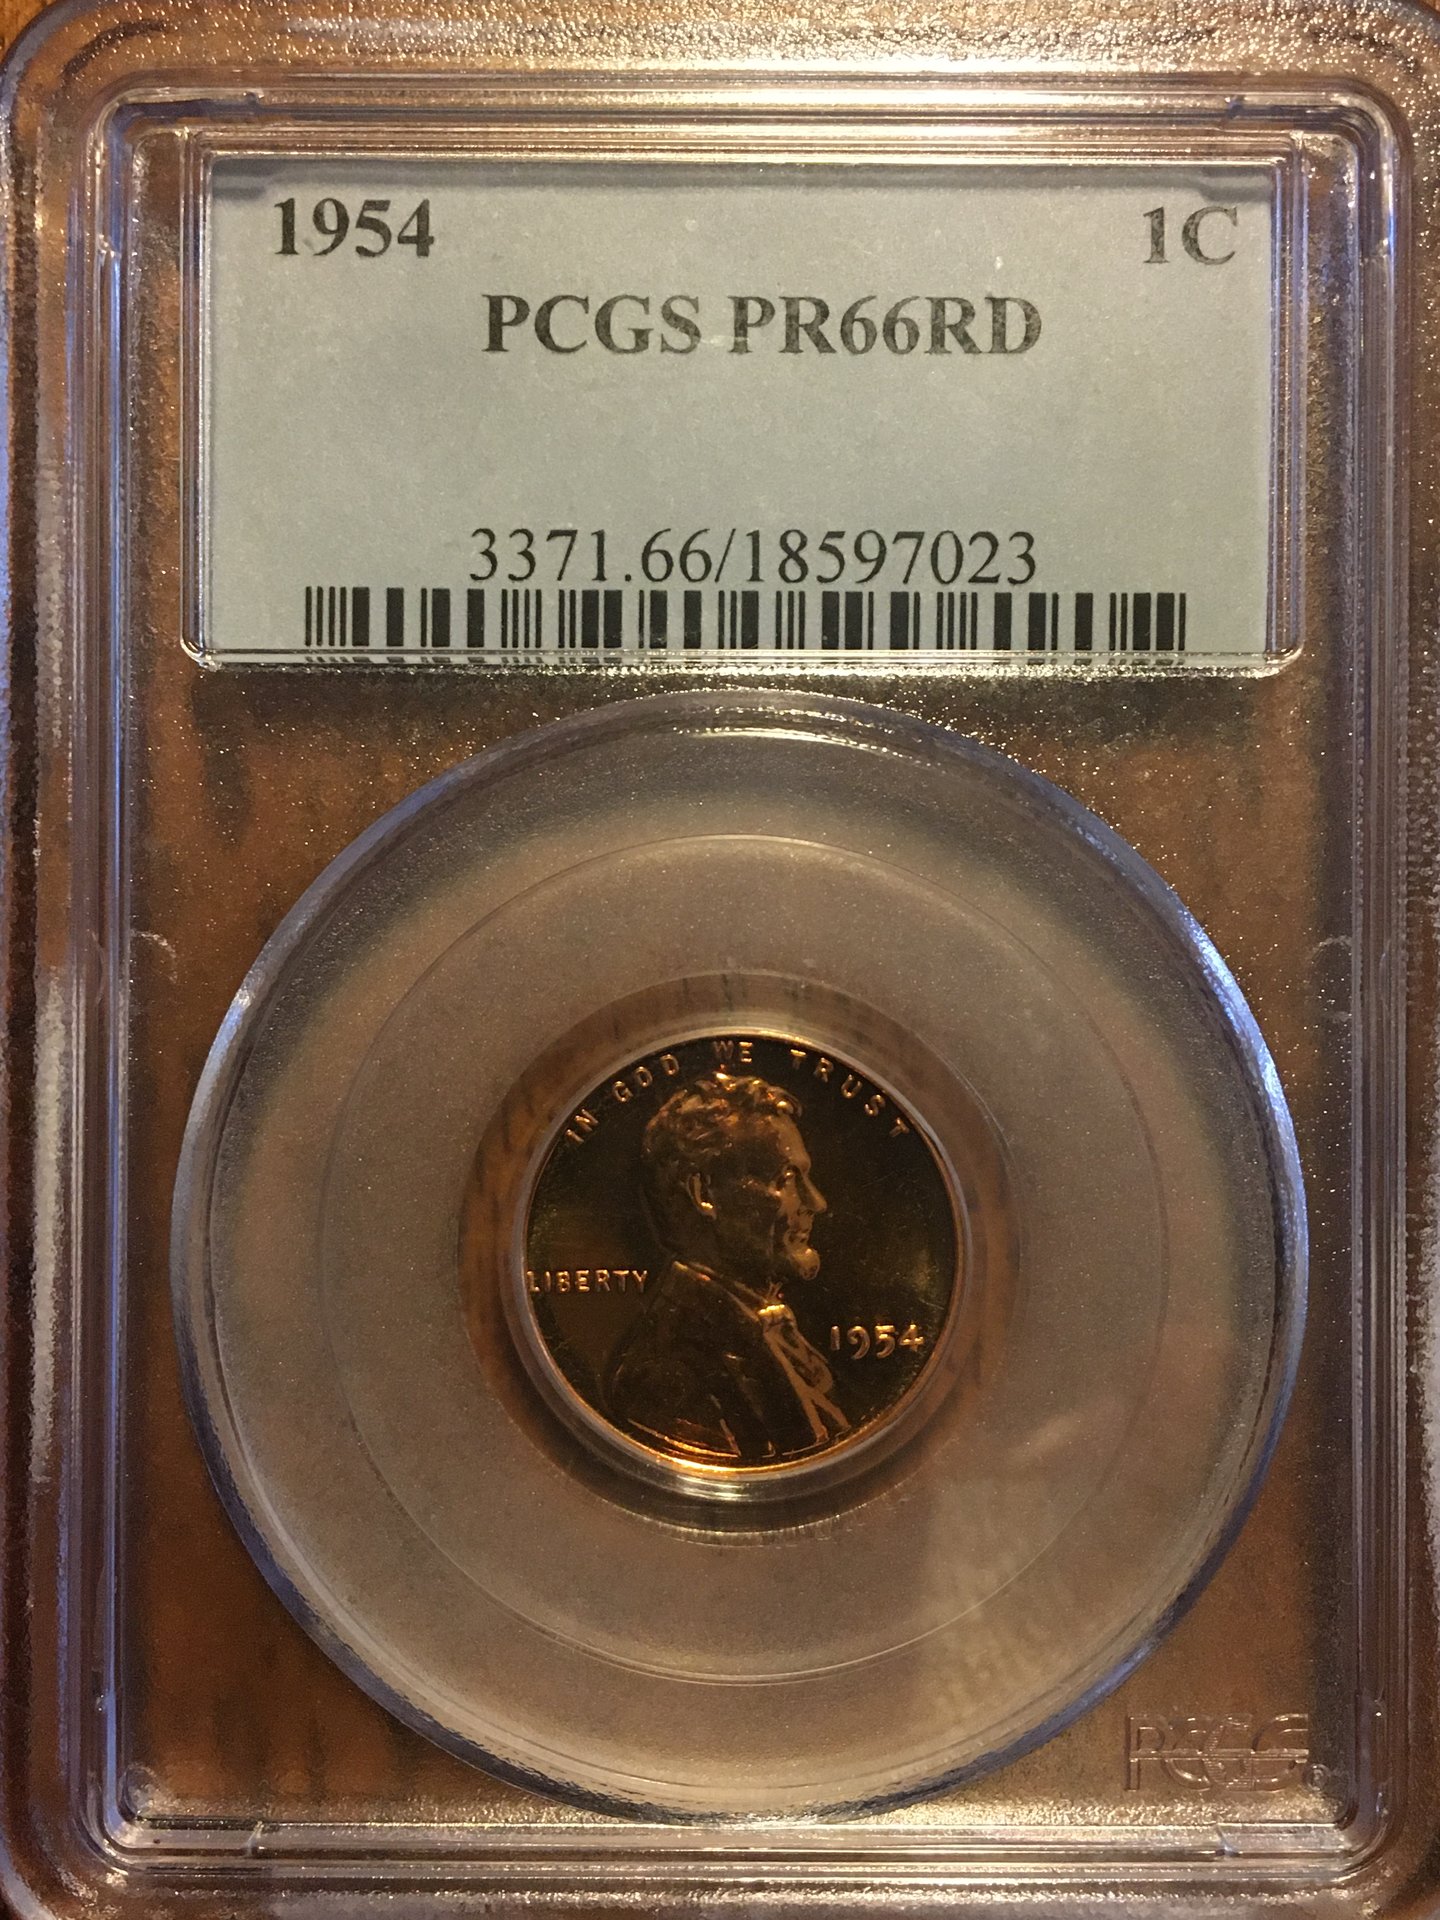 1954 1C
PCGS PR66RD
3371.66/18597023
IN GOD WE TRUST
LIBERTY
1954
PCGS®